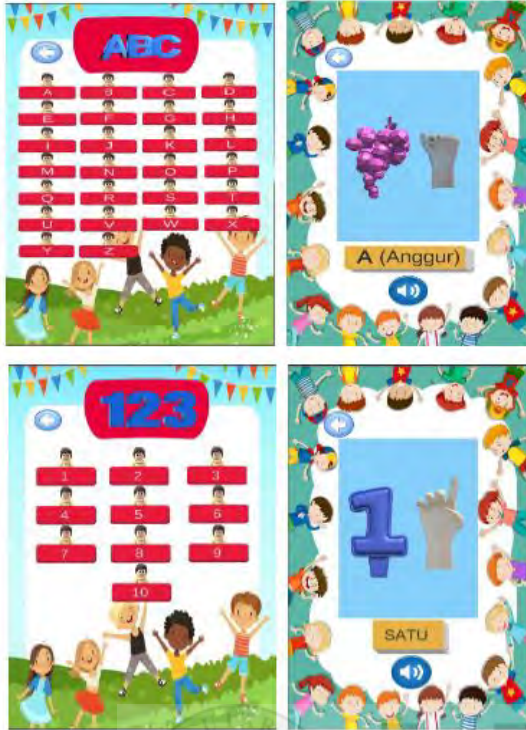 ABC
A B C D
E F G H
I J K L
M N O P
Q R S T
U V W X
Y Z
A (Anggur)
123
1 2 3
4 5 6
7 8 9
10
SATU